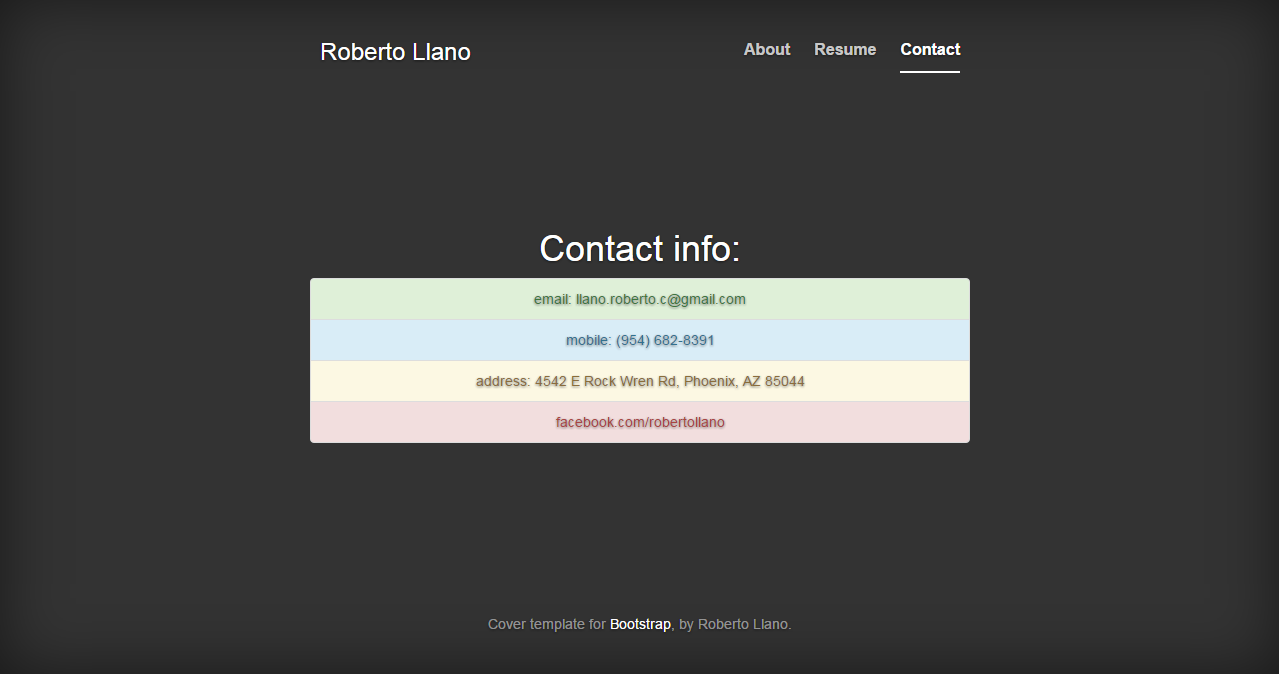 Roberto Llano
About Resume Contact
Contact info:
email: llano.roberto.c@gmail.com
mobile: (954) 682-8391
address: 4542 E Rock Wren Rd, Phoenix, AZ 85044
facebook.com/robertollano
Cover template for Bootstrap, by Roberto Llano.